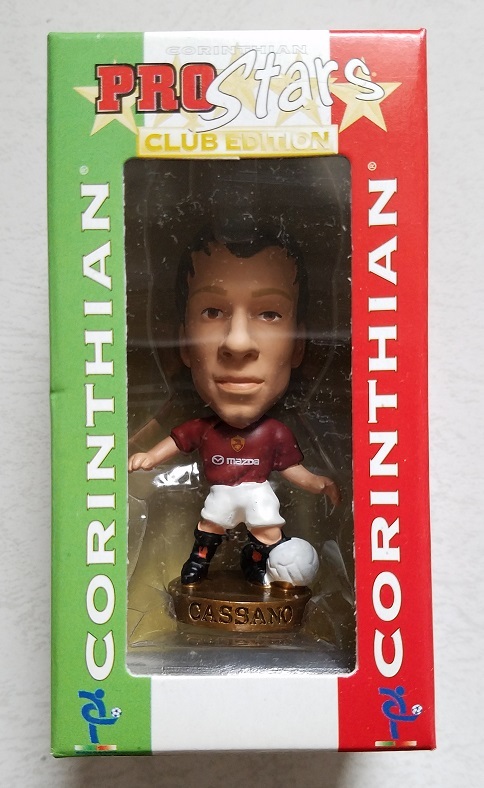 CORINTHIAN
PRO Stars
CLUB EDITION
CORINTHIAN ®
CORINTHIAN ®
mazda
CASSANO